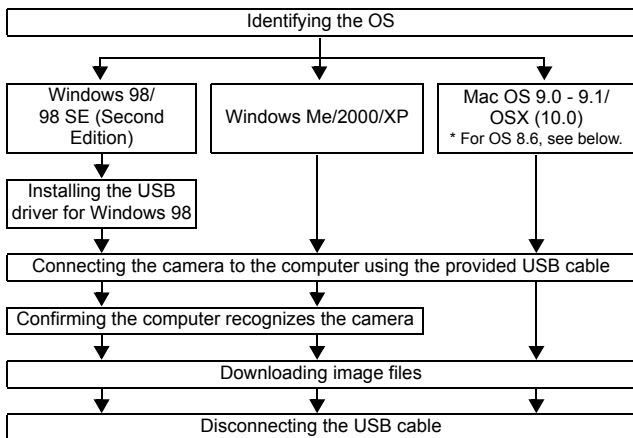 Identifying the OS
Windows 98/
98 SE (Second
Edition)
Windows Me/2000/XP
Mac OS 9.0 - 9.1/
OSX (10.0)
* For OS 8.6, see below.
Installing the USB
driver for Windows 98
Connecting the camera to the computer using the provided USB cable
Confirming the computer recognizes the camera
Downloading image files
Disconnecting the USB cable